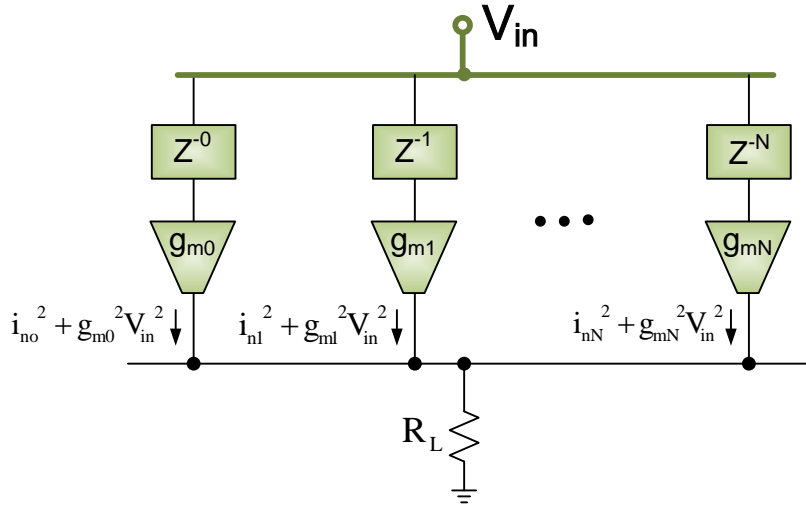 Vin
Z⁻⁰ Z⁻¹ Z⁻ᴺ
gm0 gm1 • • • gmN
ino² + gm0²Vin² in1² + gm1²Vin² inN² + gmN²Vin²
RL